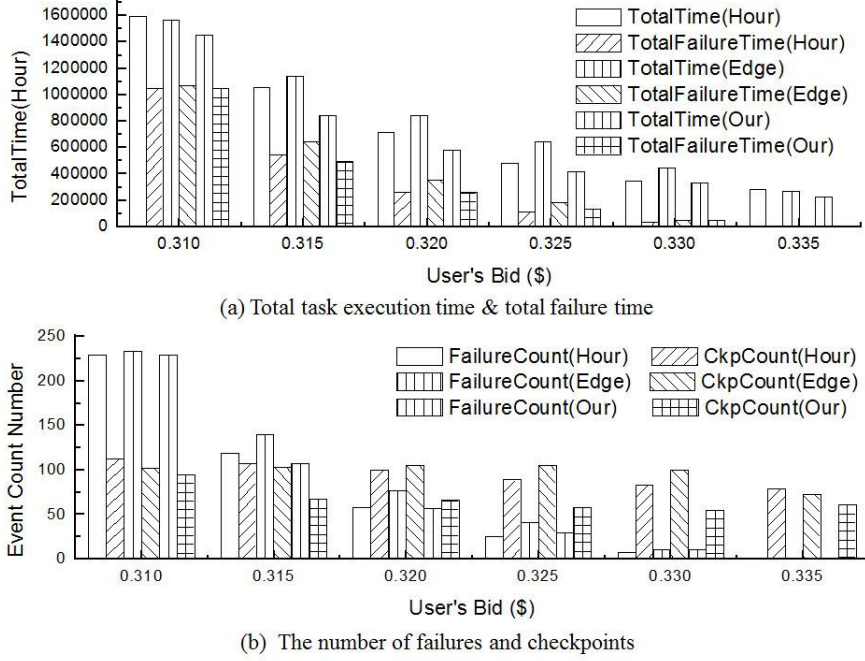 1600000
1400000
1200000
1000000
800000
600000
400000
200000
0
TotalTime(Hour)
TotalTime(Hour)
TotalFailureTime(Hour)
TotalTime(Edge)
TotalFailureTime(Edge)
TotalTime(Our)
TotalFailureTime(Our)
0.310 0.315 0.320 0.325 0.330 0.335
User's Bid ($)
(a) Total task execution time & total failure time
250
200
150
100
50
0
Event Count Number
FailureCount(Hour) CkpCount(Hour)
FailureCount(Edge) CkpCount(Edge)
FailureCount(Our) CkpCount(Our)
0.310 0.315 0.320 0.325 0.330 0.335
User's Bid ($)
(b) The number of failures and checkpoints